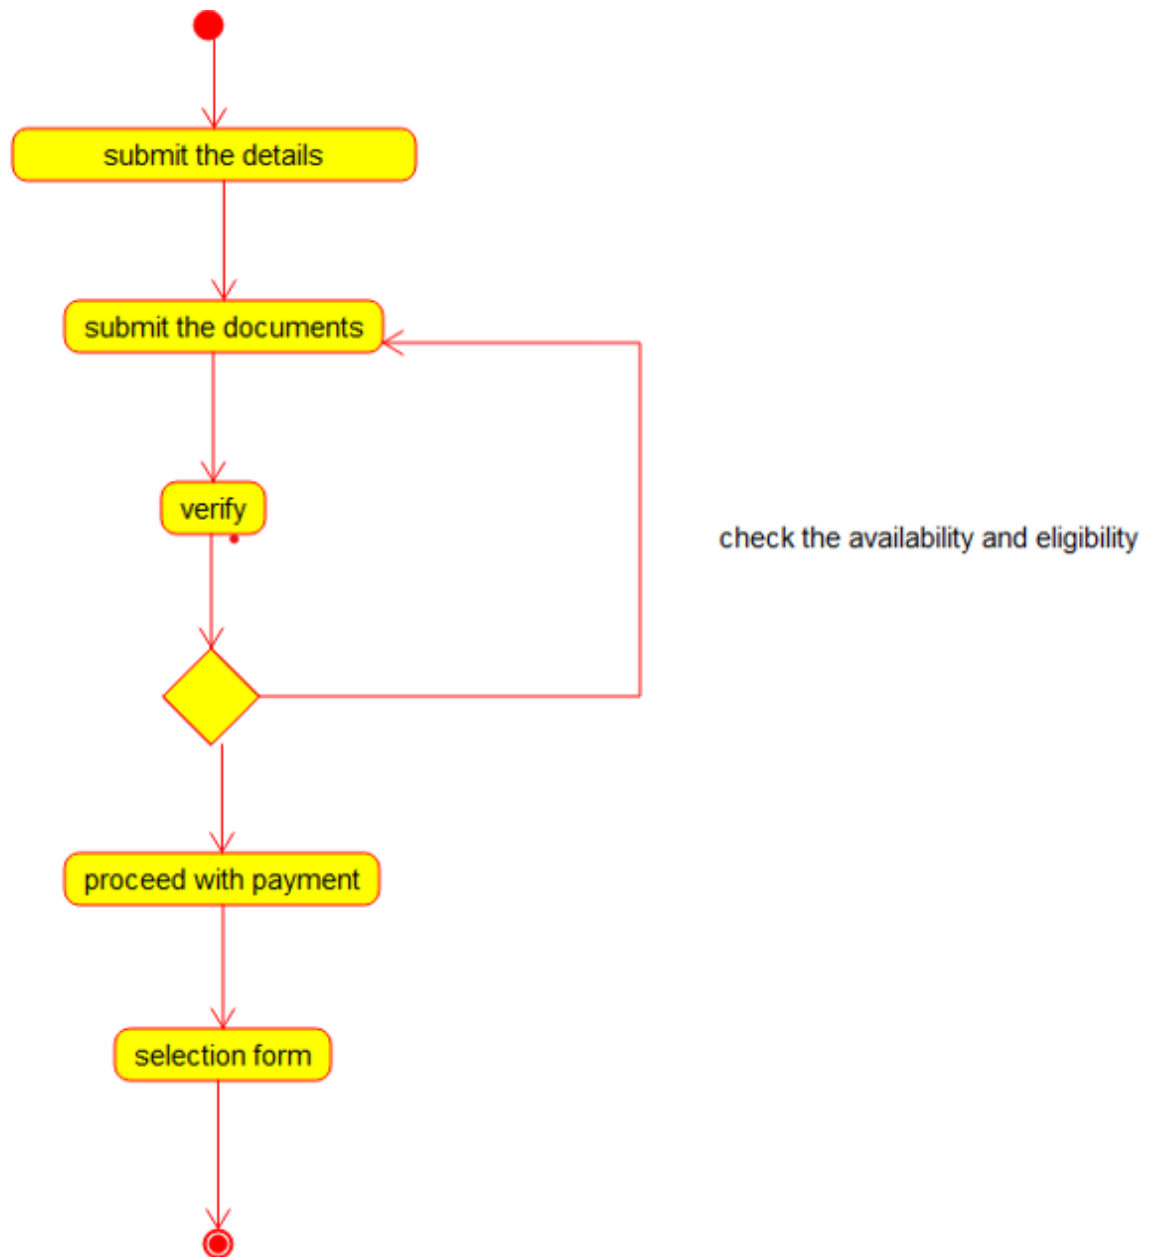 submit the details
submit the documents
verify
check the availability and eligibility
proceed with payment
selection form